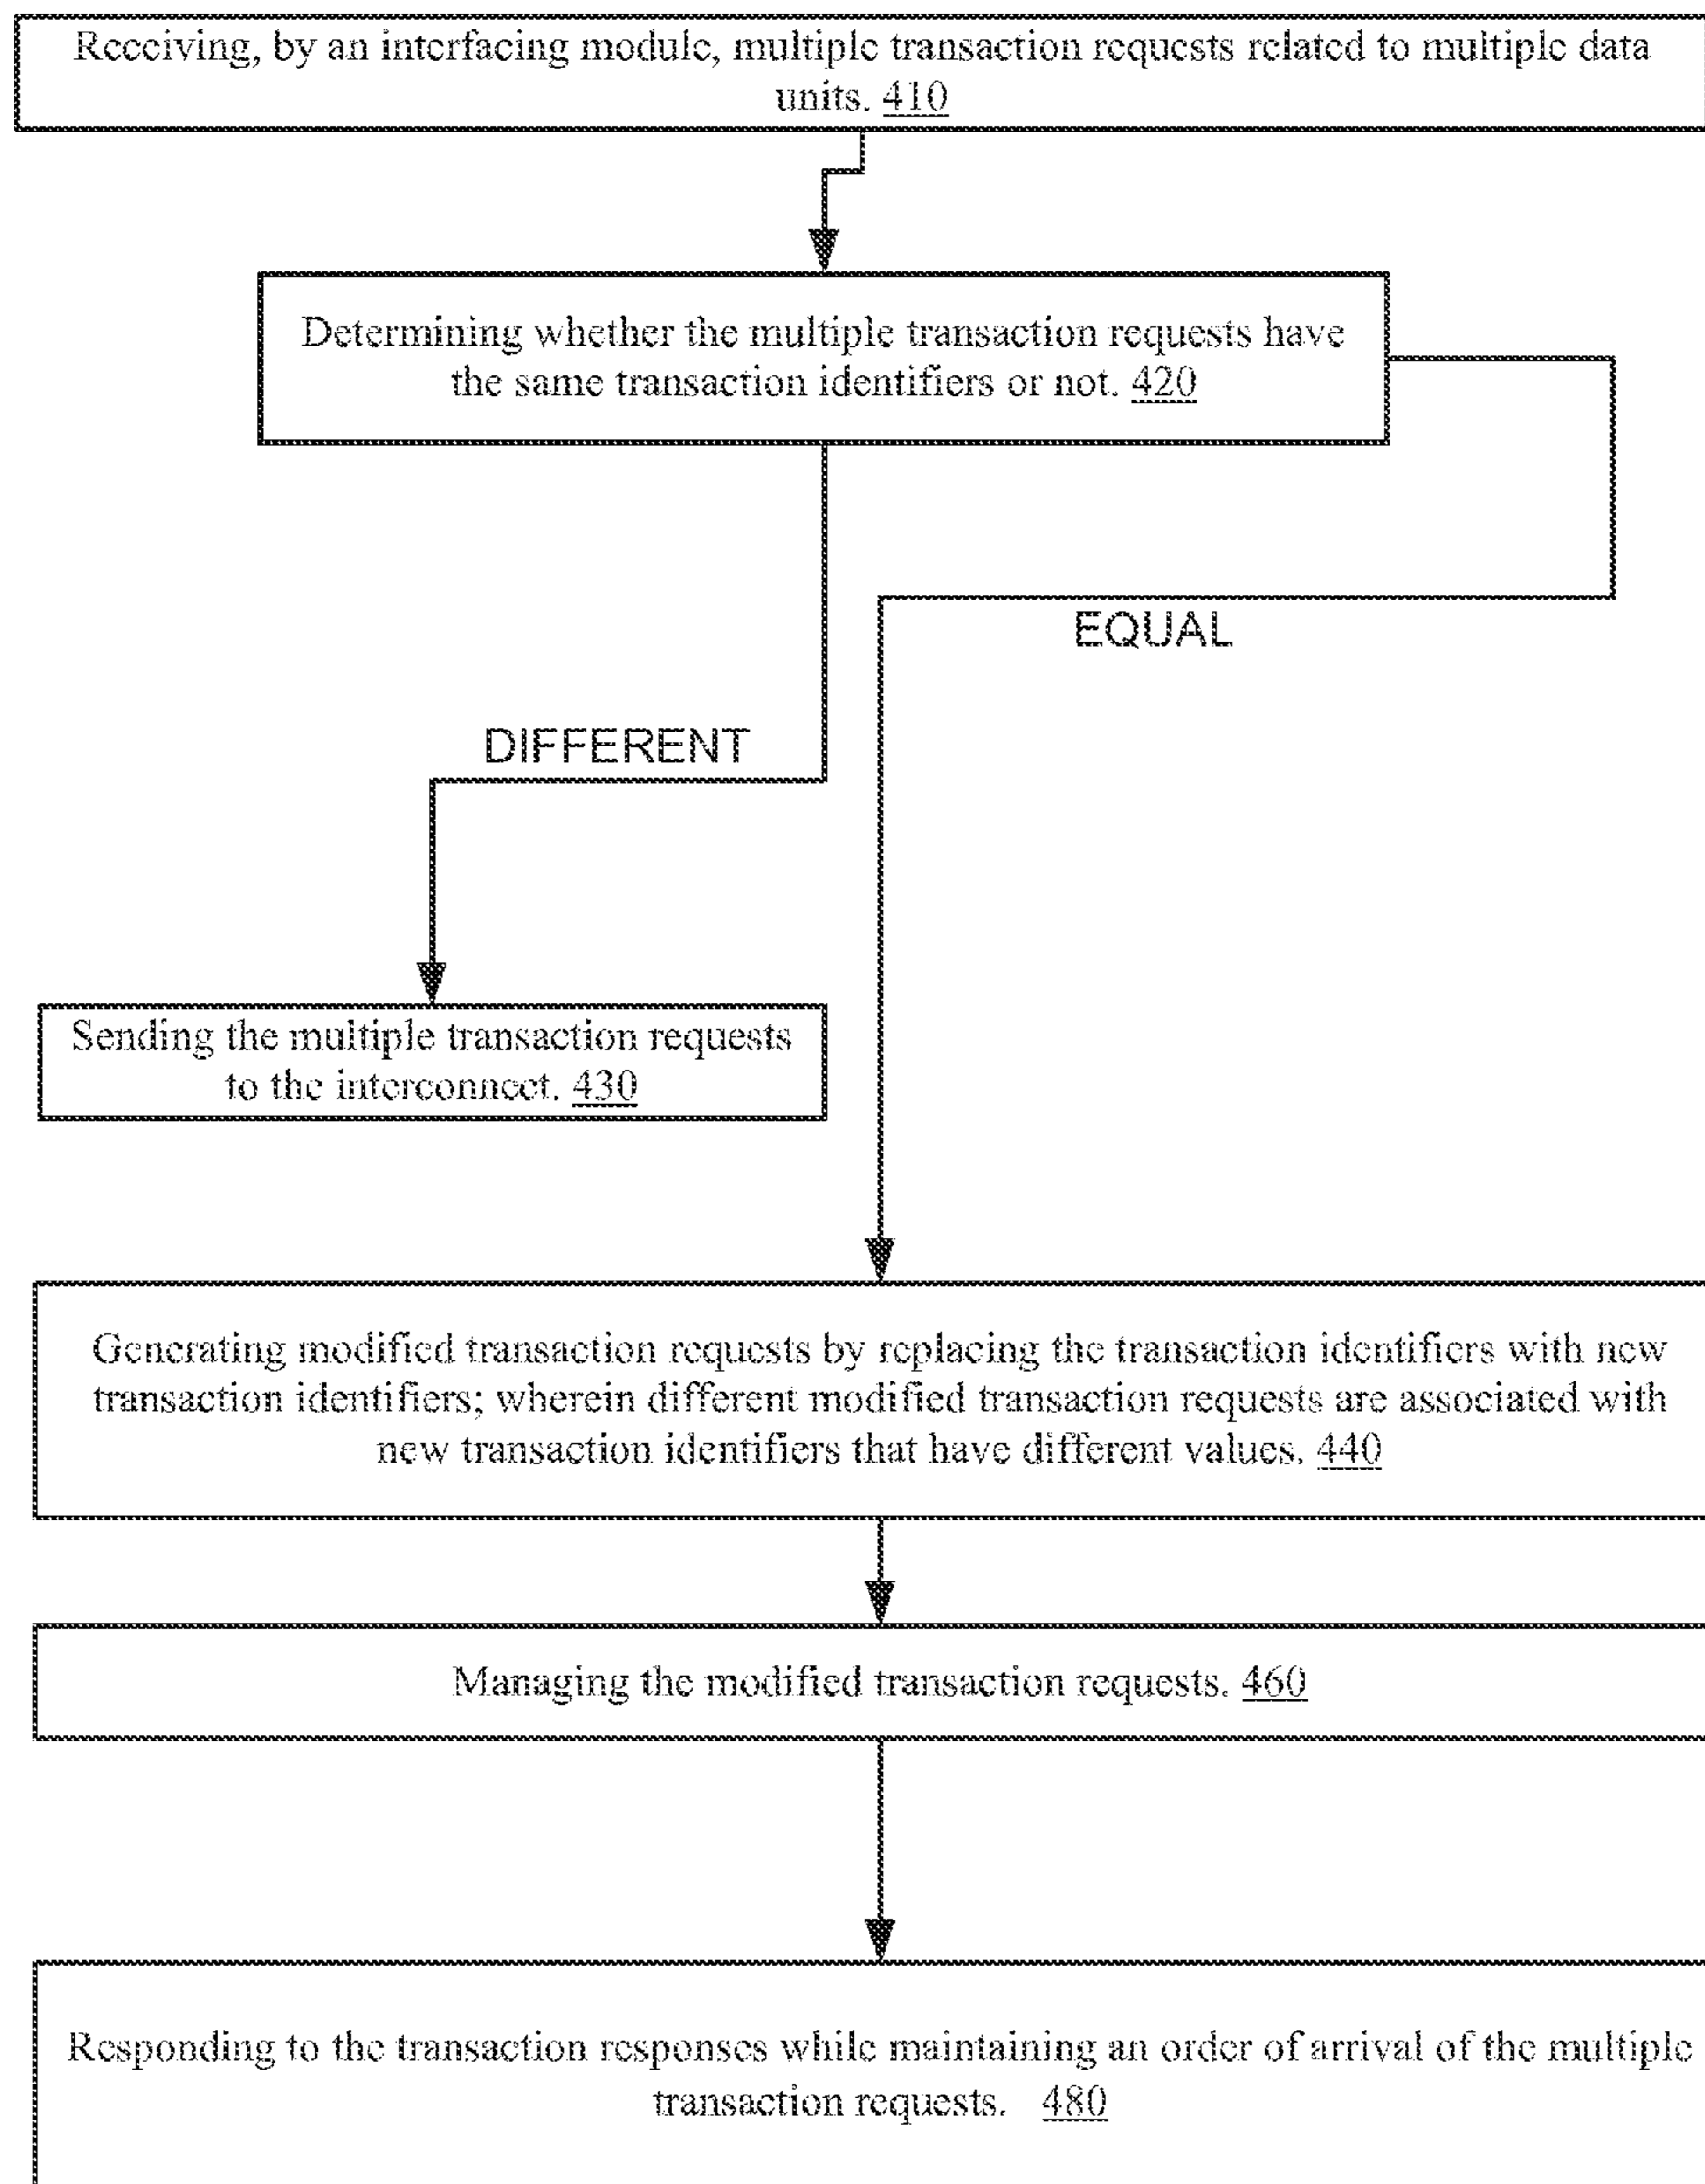 Receiving, by an interfacing module, multiple transaction requests related to multiple data
units. 410
Determining whether the multiple transaction requests have
the same transaction identifiers or not. 420
EQUAL
DIFFERENT
Sending the multiple transaction requests
to the interconnect. 430
Generating modified transaction requests by replacing the transaction identifiers with new
transaction identifiers; wherein different modified transaction requests are associated with
new transaction identifiers that have different values. 440
Managing the modified transaction requests. 460
Responding to the transaction responses while maintaining an order of arrival of the multiple
transaction requests. 480